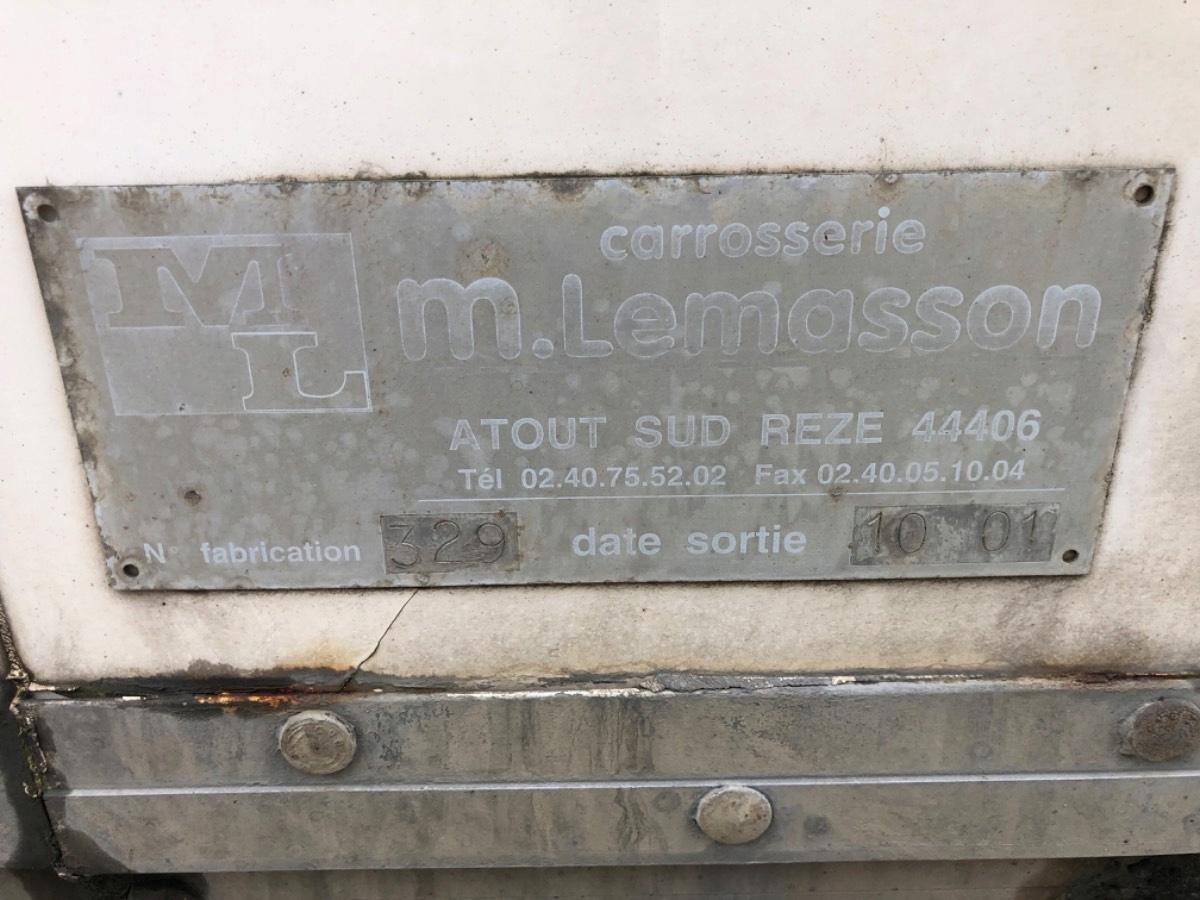 ML
carrosserie
m.Lemasson
ATOUT SUD REZE 44406
Tél 02.40.75.52.02 Fax 02.40.05.10.04
N° fabrication 329 date sortie 10 01